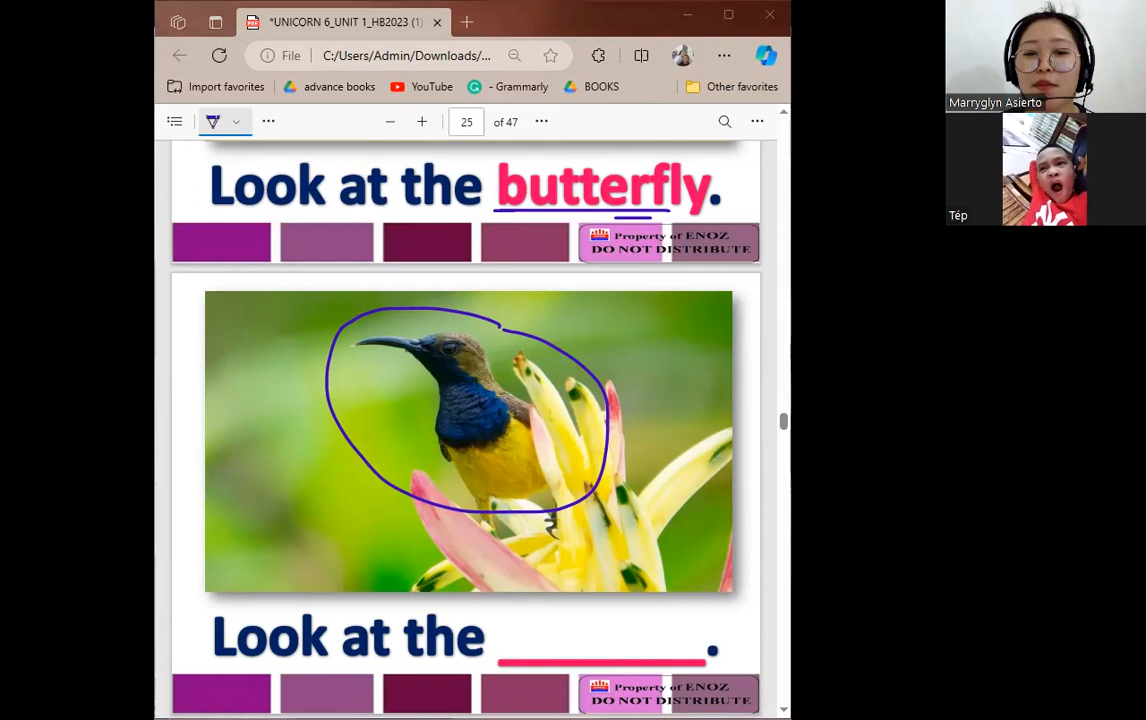 *UNICORN 6_UNIT 1_HB2023 (1)
File
C:/Users/Admin/Downloads/...
Import favorites
advance books
YouTube
- Grammarly
BOOKS
Other favorites
25
of 47
Look at the butterfly.
Property of ENOZ
DO NOT DISTRIBUTE
Look at the __________.
Property of ENOZ
DO NOT DISTRIBUTE
Marryglyn Asierto
Tép